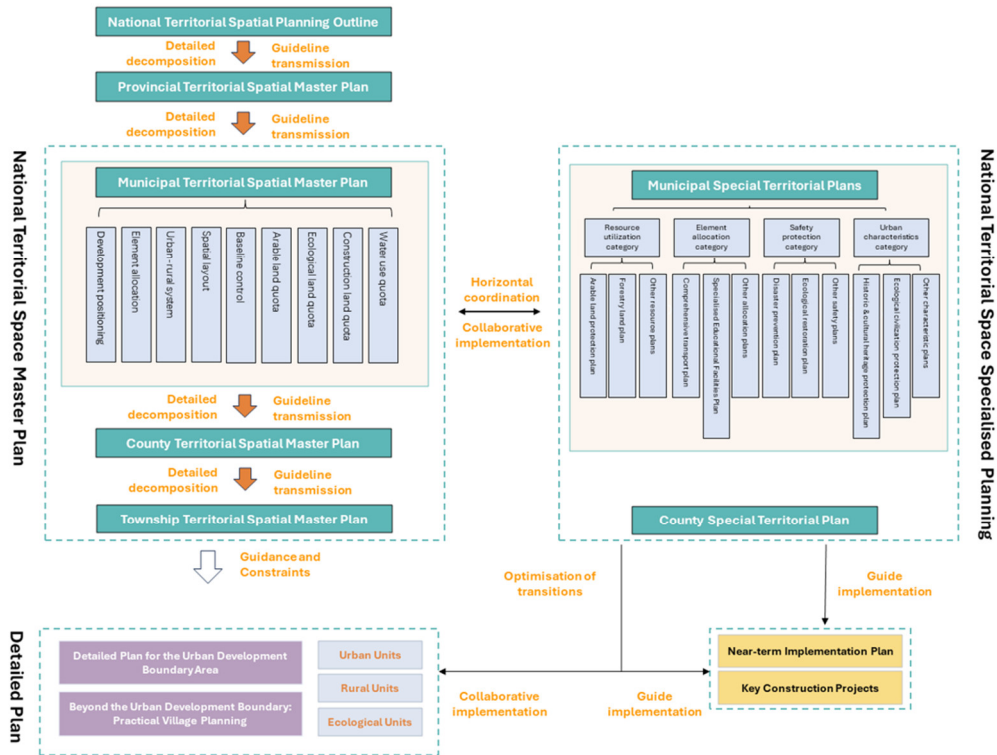 National Territorial Spatial Planning Outline
Detailed
decomposition
Guideline
transmission
Provincial Territorial Spatial Master Plan
Detailed
decomposition
Guideline
transmission
National Territorial Space Master Plan
Municipal Territorial Spatial Master Plan
Development positioning
Element allocation
Urban-rural system
Spatial layout
Baseline control
Arable land quota
Ecological land quota
Construction land quota
Water use quota
Detailed
decomposition
Guideline
transmission
County Territorial Spatial Master Plan
Detailed
decomposition
Guideline
transmission
Township Territorial Spatial Master Plan
Horizontal
coordination
Collaborative
implementation
National Territorial Space Specialised Planning
Municipal Special Territorial Plans
Resource
utilization
category
Element
allocation
category
Safety
protection
category
Urban
characteristics
category
Arable land protection plan
Forestry land plan
Other resource plans
Comprehensive transport plan
Specialised Educational Facilities Plan
Other allocation plans
Disaster prevention plan
Ecological restoration plan
Other safety plans
Historic & cultural heritage protection plan
Ecological civilization protection plan
Other characteristic plans
County Special Territorial Plan
Guidance and
Constraints
Optimisation of
transitions
Guide
implementation
Detailed Plan
Detailed Plan for the Urban Development
Boundary Area
Beyond the Urban Development Boundary:
Practical Village Planning
Urban Units
Rural Units
Ecological Units
Collaborative
implementation
Guide
implementation
Near-term Implementation Plan
Key Construction Projects